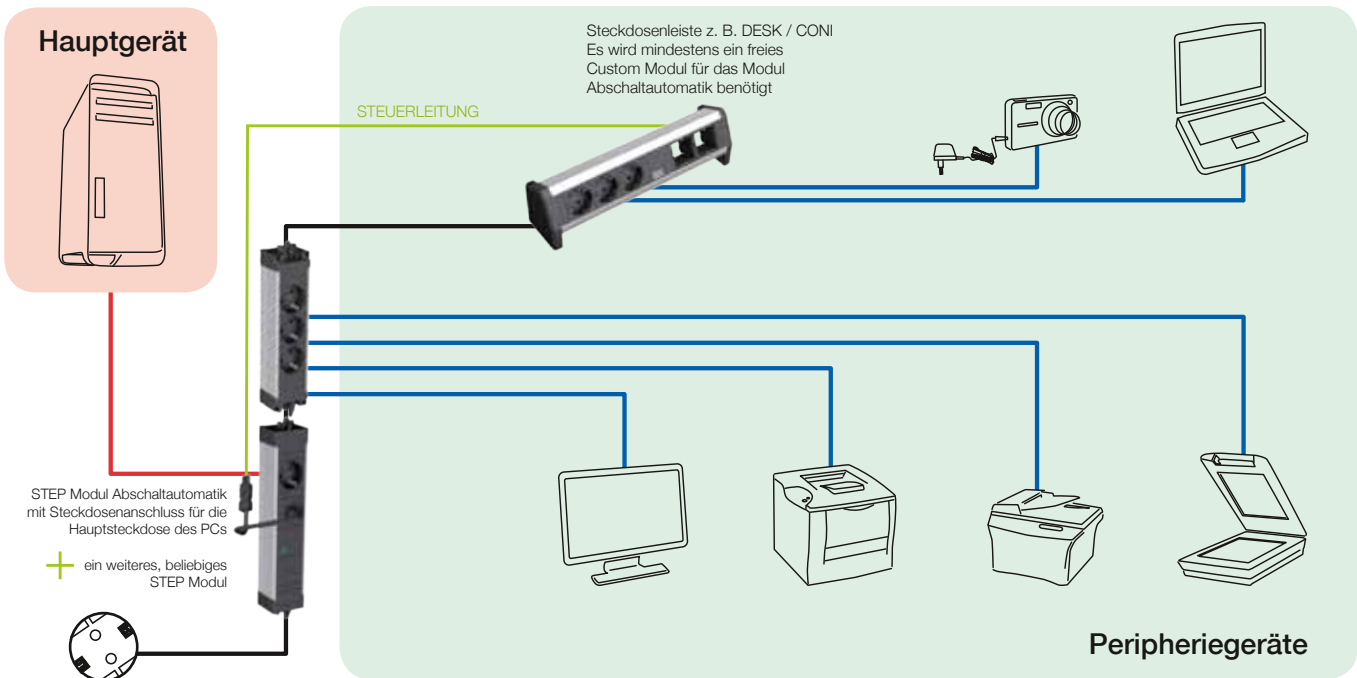 Hauptgerät
Steckdosenleiste z. B. DESK / CONI
Es wird mindestens ein freies
Custom Modul für das Modul
Abschaltautomatik benötigt
STEUERLEITUNG
STEP Modul Abschaltautomatik
mit Steckdosenanschluss für die
Hauptsteckdose des PCs
+ ein weiteres, beliebiges
STEP Modul
Peripheriegeräte